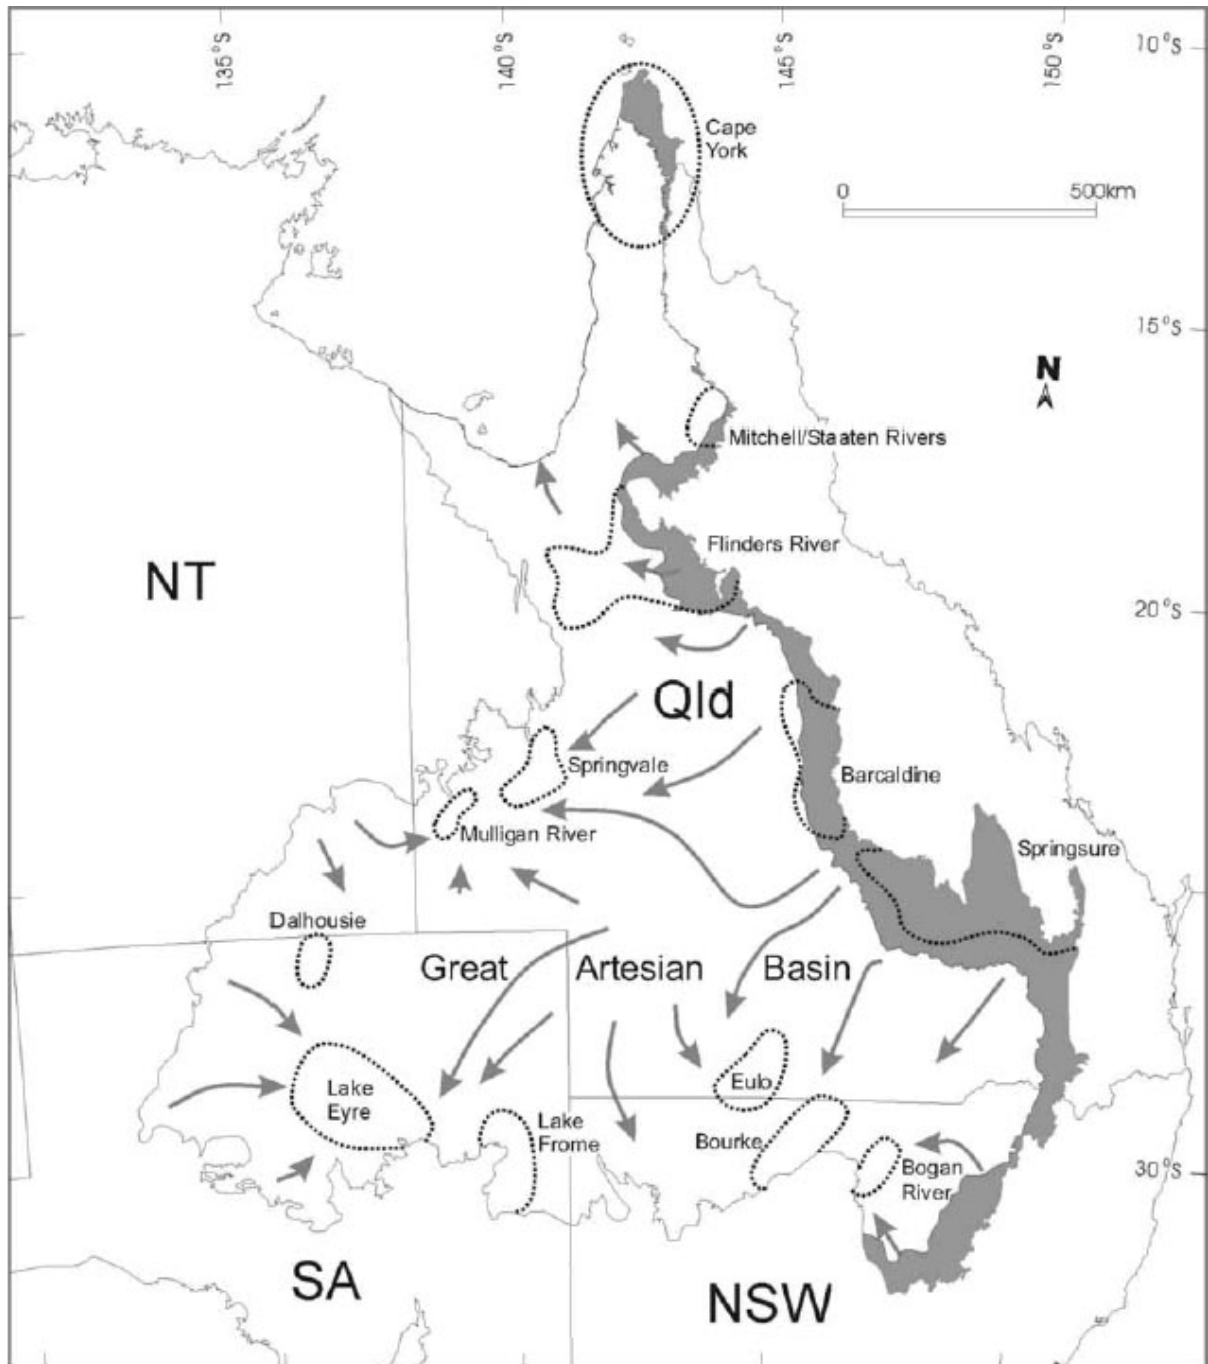 135°S
140°S
145°S
150°S
10°S
Cape
York
0 500km
15°S
N
Mitchell/Staaten Rivers
Flinders River
NT
20°S
Qld
Springvale
Barcaldine
Mulligan River
Springsure
Dalhousie
Great Artesian Basin
Lake
Eyre
Eulo
Lake
Frome
Bourke
Bogan
River
30°S
SA
NSW